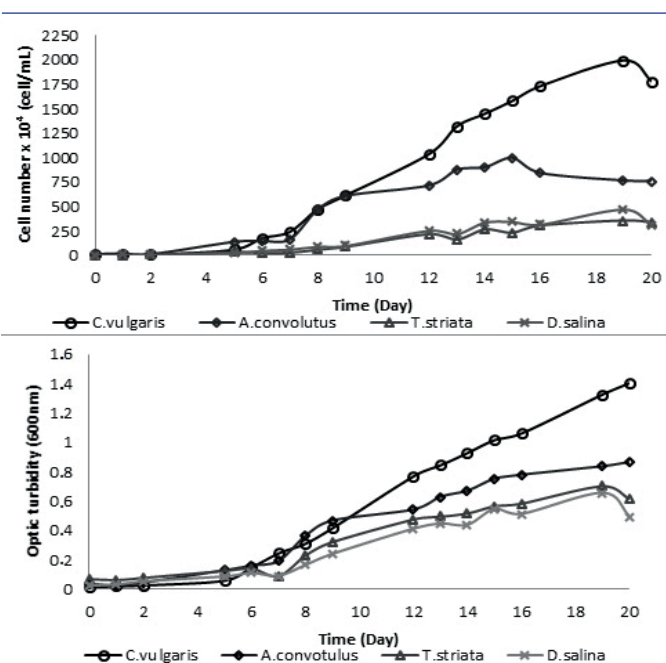 Cell number x 10⁴ (cell/mL)
2250
2000
1750
1500
1250
1000
750
500
250
0
0 2 4 6 8 10 12 14 16 18 20
Time (Day)
C.vulgaris A.convolutus T.striata D.salina
Optic turbidity (600nm)
1.6
1.4
1.2
1
0.8
0.6
0.4
0.2
0
0 2 4 6 8 10 12 14 16 18 20
Time (Day)
C.vulgaris A.convotulus T.striata D.salina